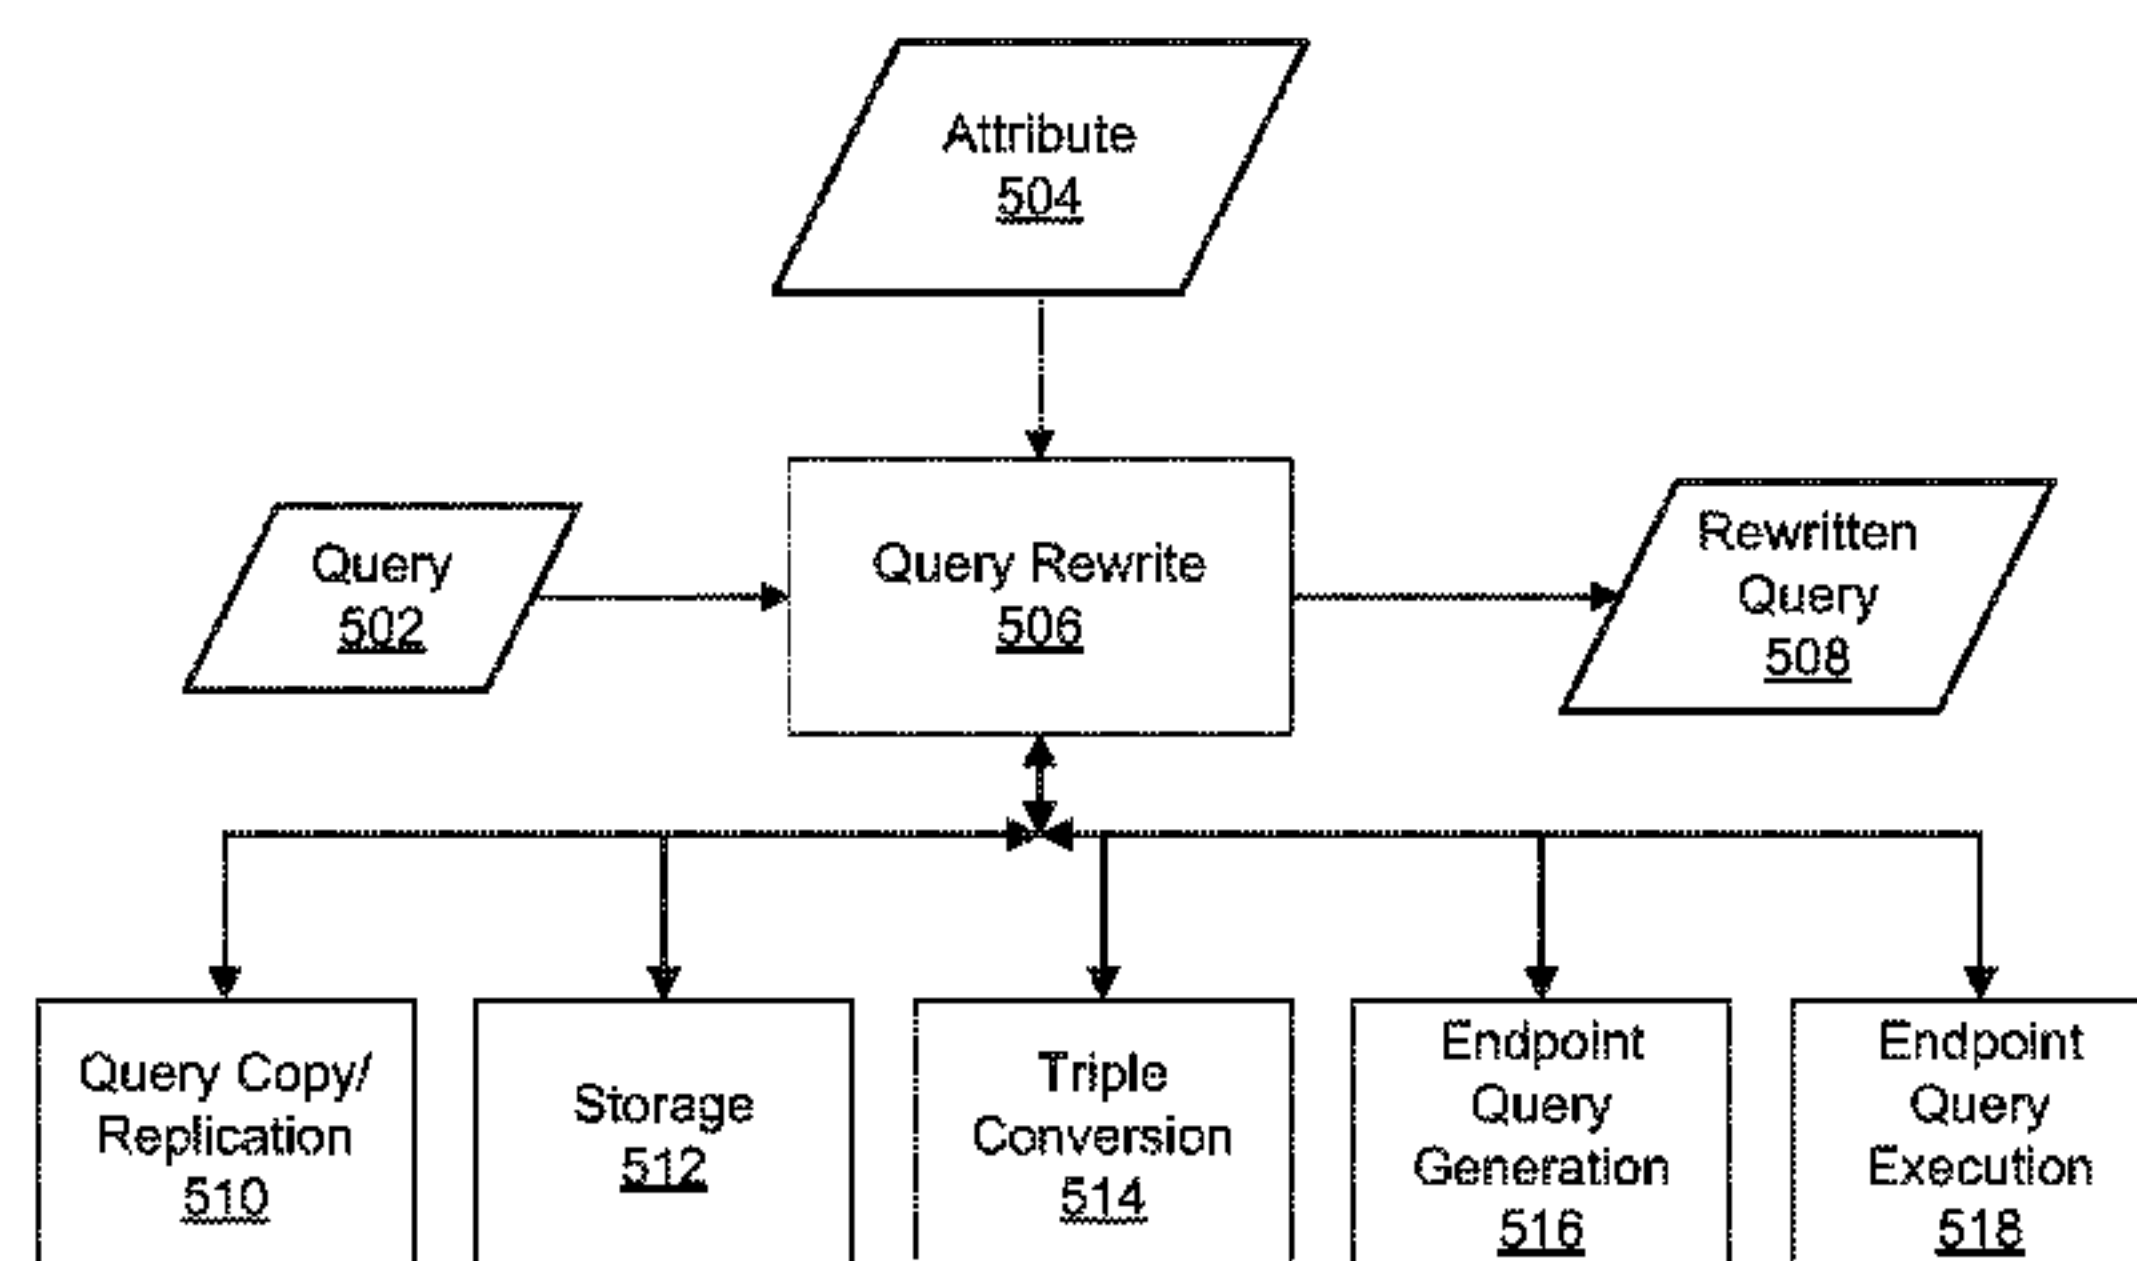 Attribute
504
Query
502
Query Rewrite
506
Rewritten
Query
508
Query Copy/
Replication
510
Storage
512
Triple
Conversion
514
Endpoint
Query
Generation
516
Endpoint
Query
Execution
518